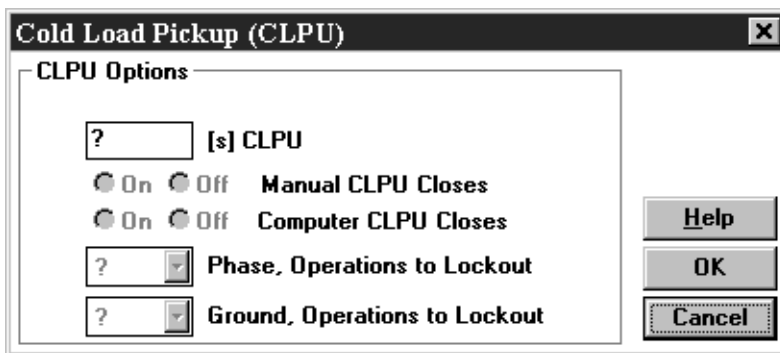 Cold Load Pickup (CLPU)
CLPU Options
? [s] CLPU
On Off Manual CLPU Closes
On Off Computer CLPU Closes
? Phase, Operations to Lockout
? Ground, Operations to Lockout
Help
OK
Cancel